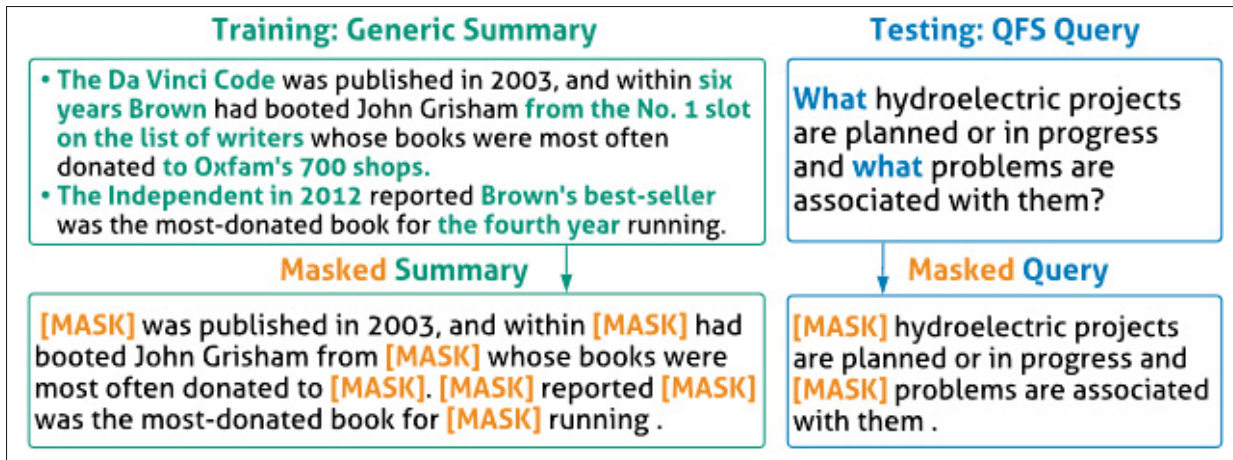 Training: Generic Summary
• The Da Vinci Code was published in 2003, and within six
years Brown had booted John Grisham from the No. 1 slot
on the list of writers whose books were most often
donated to Oxfam's 700 shops.
• The Independent in 2012 reported Brown's best-seller
was the most-donated book for the fourth year running.
Masked Summary
[MASK] was published in 2003, and within [MASK] had
booted John Grisham from [MASK] whose books were
most often donated to [MASK]. [MASK] reported [MASK]
was the most-donated book for [MASK] running .
Testing: QFS Query
What hydroelectric projects
are planned or in progress
and what problems are
associated with them?
Masked Query
[MASK] hydroelectric projects
are planned or in progress and
[MASK] problems are associated
with them .